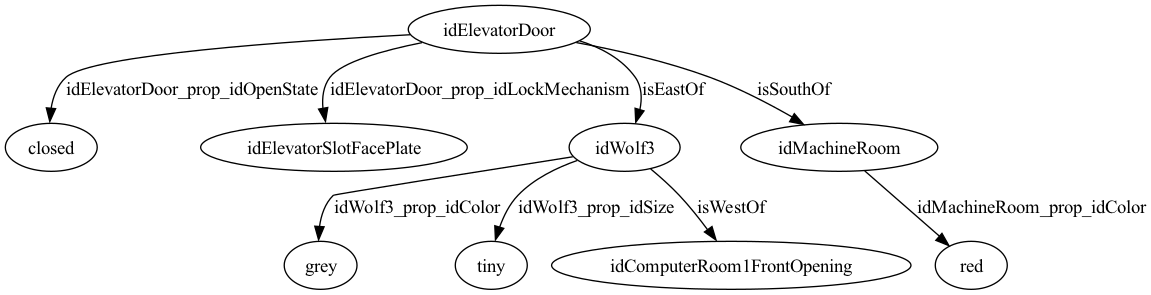 idElevatorDoor
idElevatorDoor_prop_idOpenState
idElevatorDoor_prop_idLockMechanism
isEastOf
isSouthOf
closed
idElevatorSlotFacePlate
idWolf3
idMachineRoom
idWolf3_prop_idColor
idWolf3_prop_idSize
isWestOf
idMachineRoom_prop_idColor
grey
tiny
idComputerRoom1FrontOpening
red